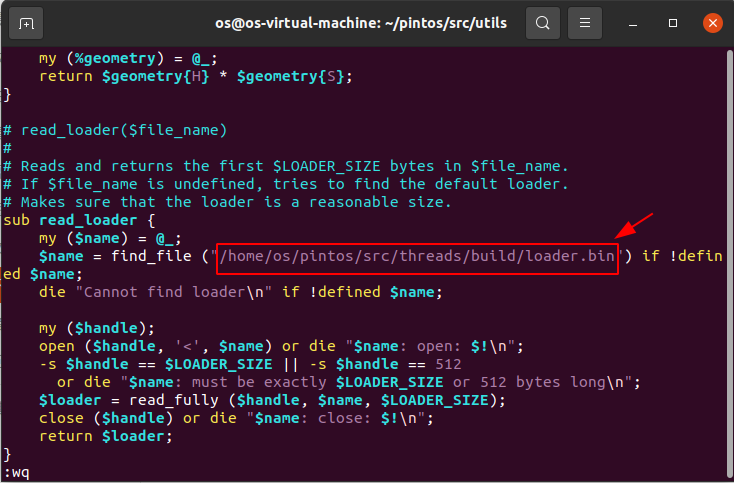 os@os-virtual-machine: ~/pintos/src/utils
    my (%geometry) = @_;
    return $geometry{H} * $geometry{S};
}

# read_loader($file_name)
#
# Reads and returns the first $LOADER_SIZE bytes in $file_name.
# If $file_name is undefined, tries to find the default loader.
# Makes sure that the loader is a reasonable size.
sub read_loader {
    my ($name) = @_;
    $name = find_file ("/home/os/pintos/src/threads/build/loader.bin") if !defin
ed $name;
    die "Cannot find loader\n" if !defined $name;

    my ($handle);
    open ($handle, '<', $name) or die "$name: open: $!\n";
    -s $handle == $LOADER_SIZE || -s $handle == 512
      or die "$name: must be exactly $LOADER_SIZE or 512 bytes long\n";
    $loader = read_fully ($handle, $name, $LOADER_SIZE);
    close ($handle) or die "$name: close: $!\n";
    return $loader;
}
:wq